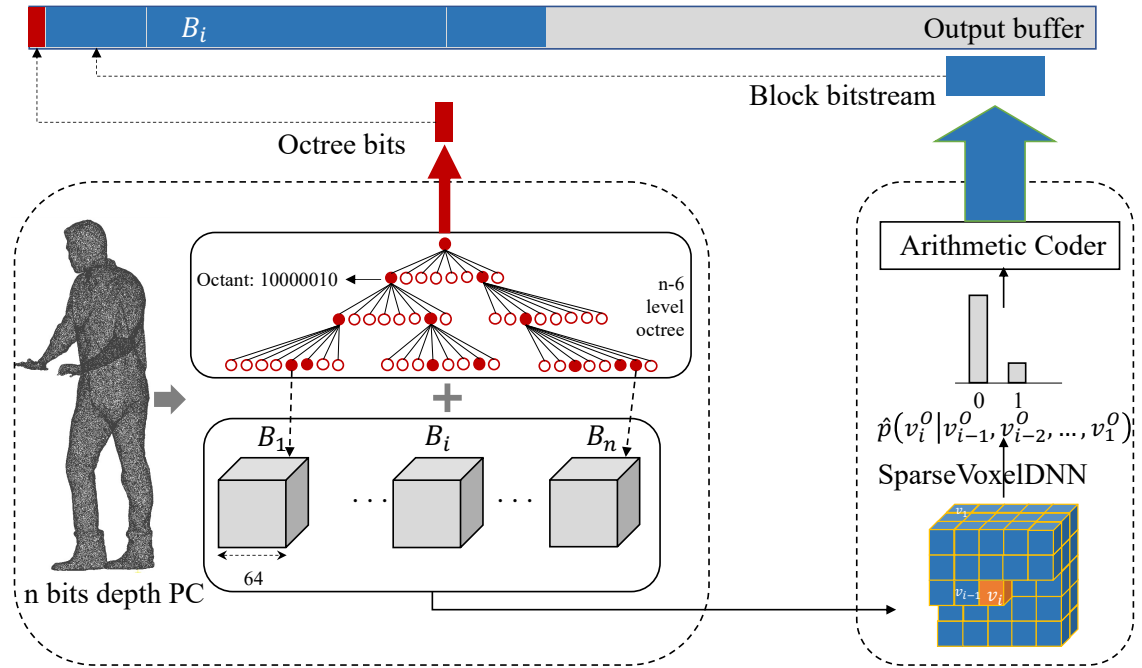 B_i
Output buffer
Block bitstream
Octree bits
Arithmetic Coder
Octant: 10000010
n-6
level
octree
0 1
p̂(v_i^O|v_{i-1}^O, v_{i-2}^O, …, v_1^O)
SparseVoxelDNN
B_1 B_i B_n
. . . . . .
64
n bits depth PC
v_1
v_{i-1} v_i